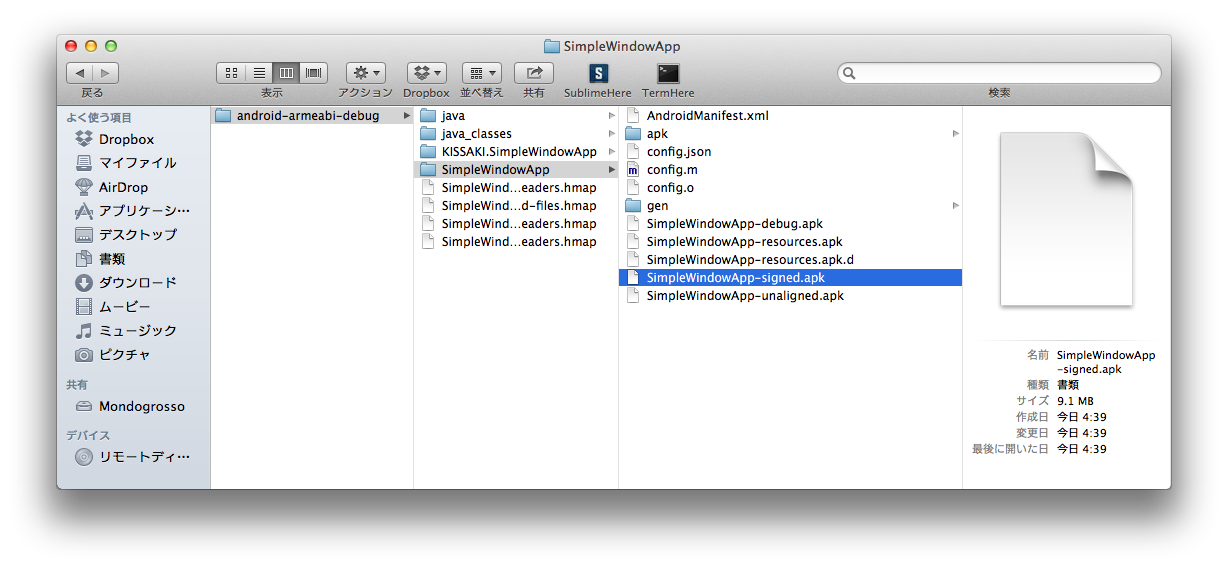 SimpleWindowApp
戻る
表示
アクション
Dropbox
並べ替え
共有
S
SublimeHere
TermHere
検索
よく使う項目
Dropbox
マイファイル
AirDrop
アプリケーシ…
デスクトップ
書類
ダウンロード
ムービー
ミュージック
ピクチャ
共有
Mondogrosso
デバイス
リモートディ…
android-armeabi-debug
java
java_classes
KISSAKI.SimpleWindowApp
SimpleWindowApp
SimpleWind…eaders.hmap
SimpleWind…d-files.hmap
SimpleWind…eaders.hmap
SimpleWind…eaders.hmap
AndroidManifest.xml
apk
config.json
m
config.m
config.o
gen
SimpleWindowApp-debug.apk
SimpleWindowApp-resources.apk
SimpleWindowApp-resources.apk.d
SimpleWindowApp-signed.apk
SimpleWindowApp-unaligned.apk
名前 SimpleWindowApp
-signed.apk
種類 書類
サイズ 9.1 MB
作成日 今日 4:39
変更日 今日 4:39
最後に開いた日 今日 4:39